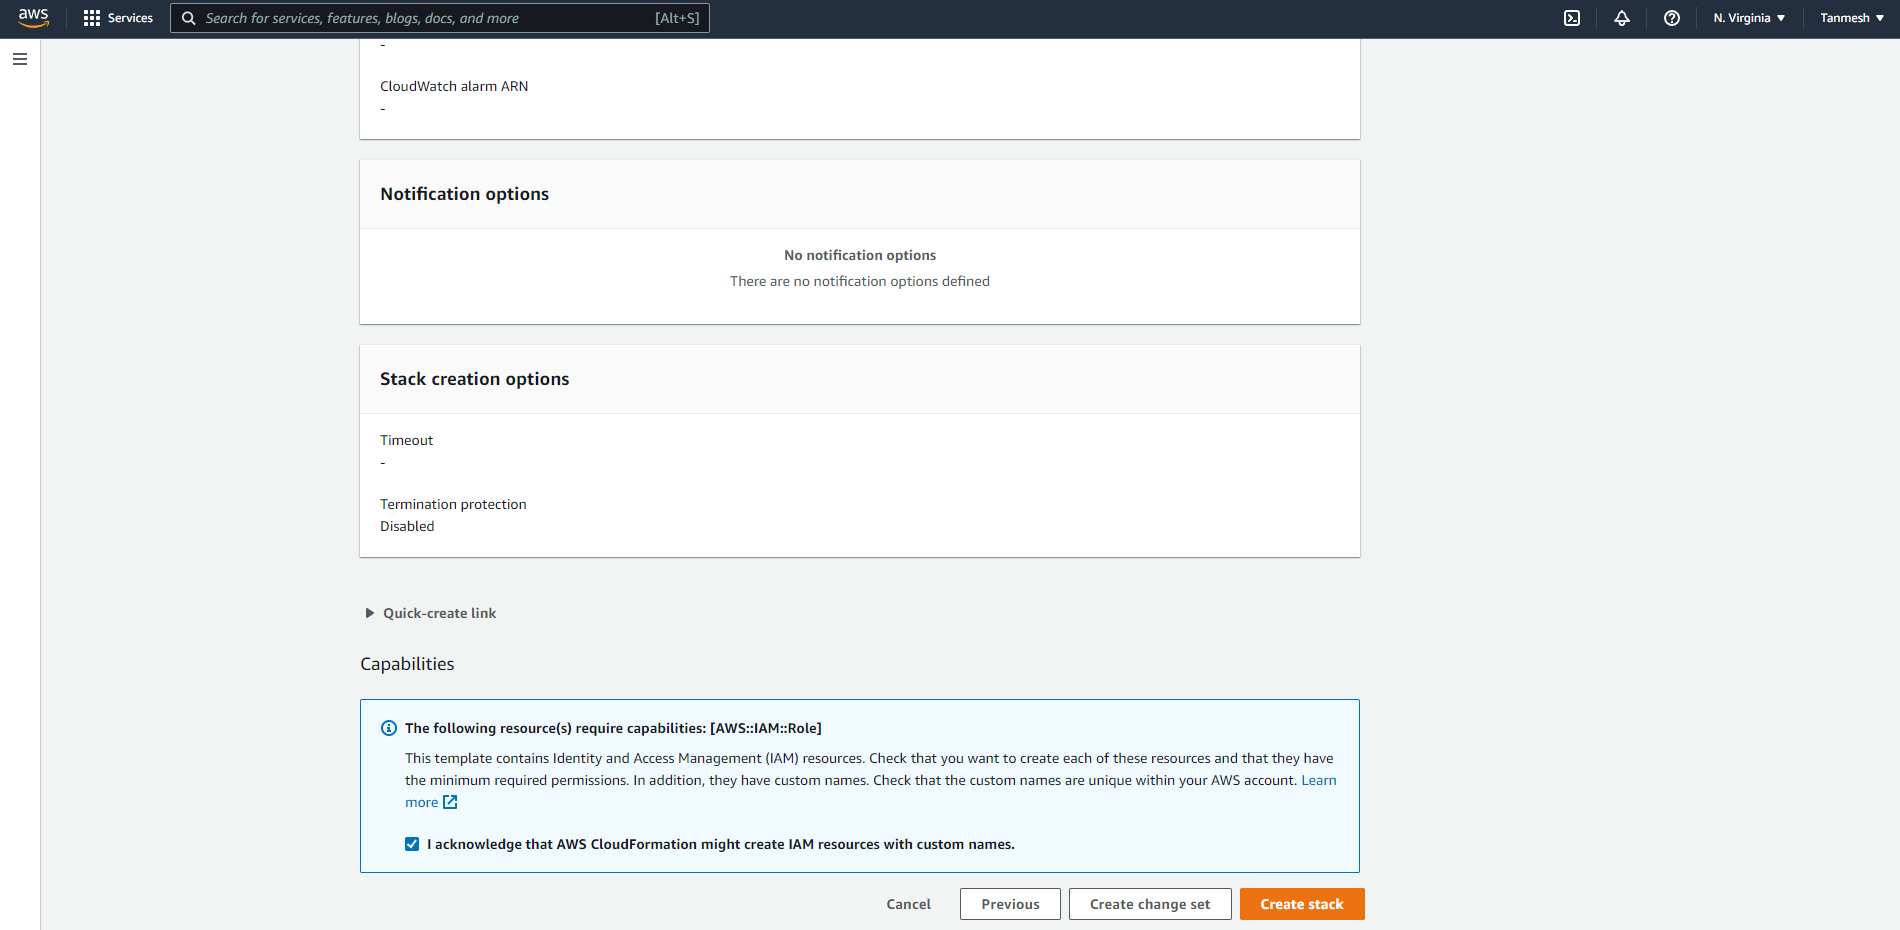 aws
Services
Search for services, features, blogs, docs, and more
[Alt+S]
N. Virginia
Tanmesh
-
CloudWatch alarm ARN
-
Notification options
No notification options
There are no notification options defined
Stack creation options
Timeout
-
Termination protection
Disabled
Quick-create link
Capabilities
The following resource(s) require capabilities: [AWS::IAM::Role]
This template contains Identity and Access Management (IAM) resources. Check that you want to create each of these resources and that they have
the minimum required permissions. In addition, they have custom names. Check that the custom names are unique within your AWS account. Learn
more
I acknowledge that AWS CloudFormation might create IAM resources with custom names.
Cancel
Previous
Create change set
Create stack